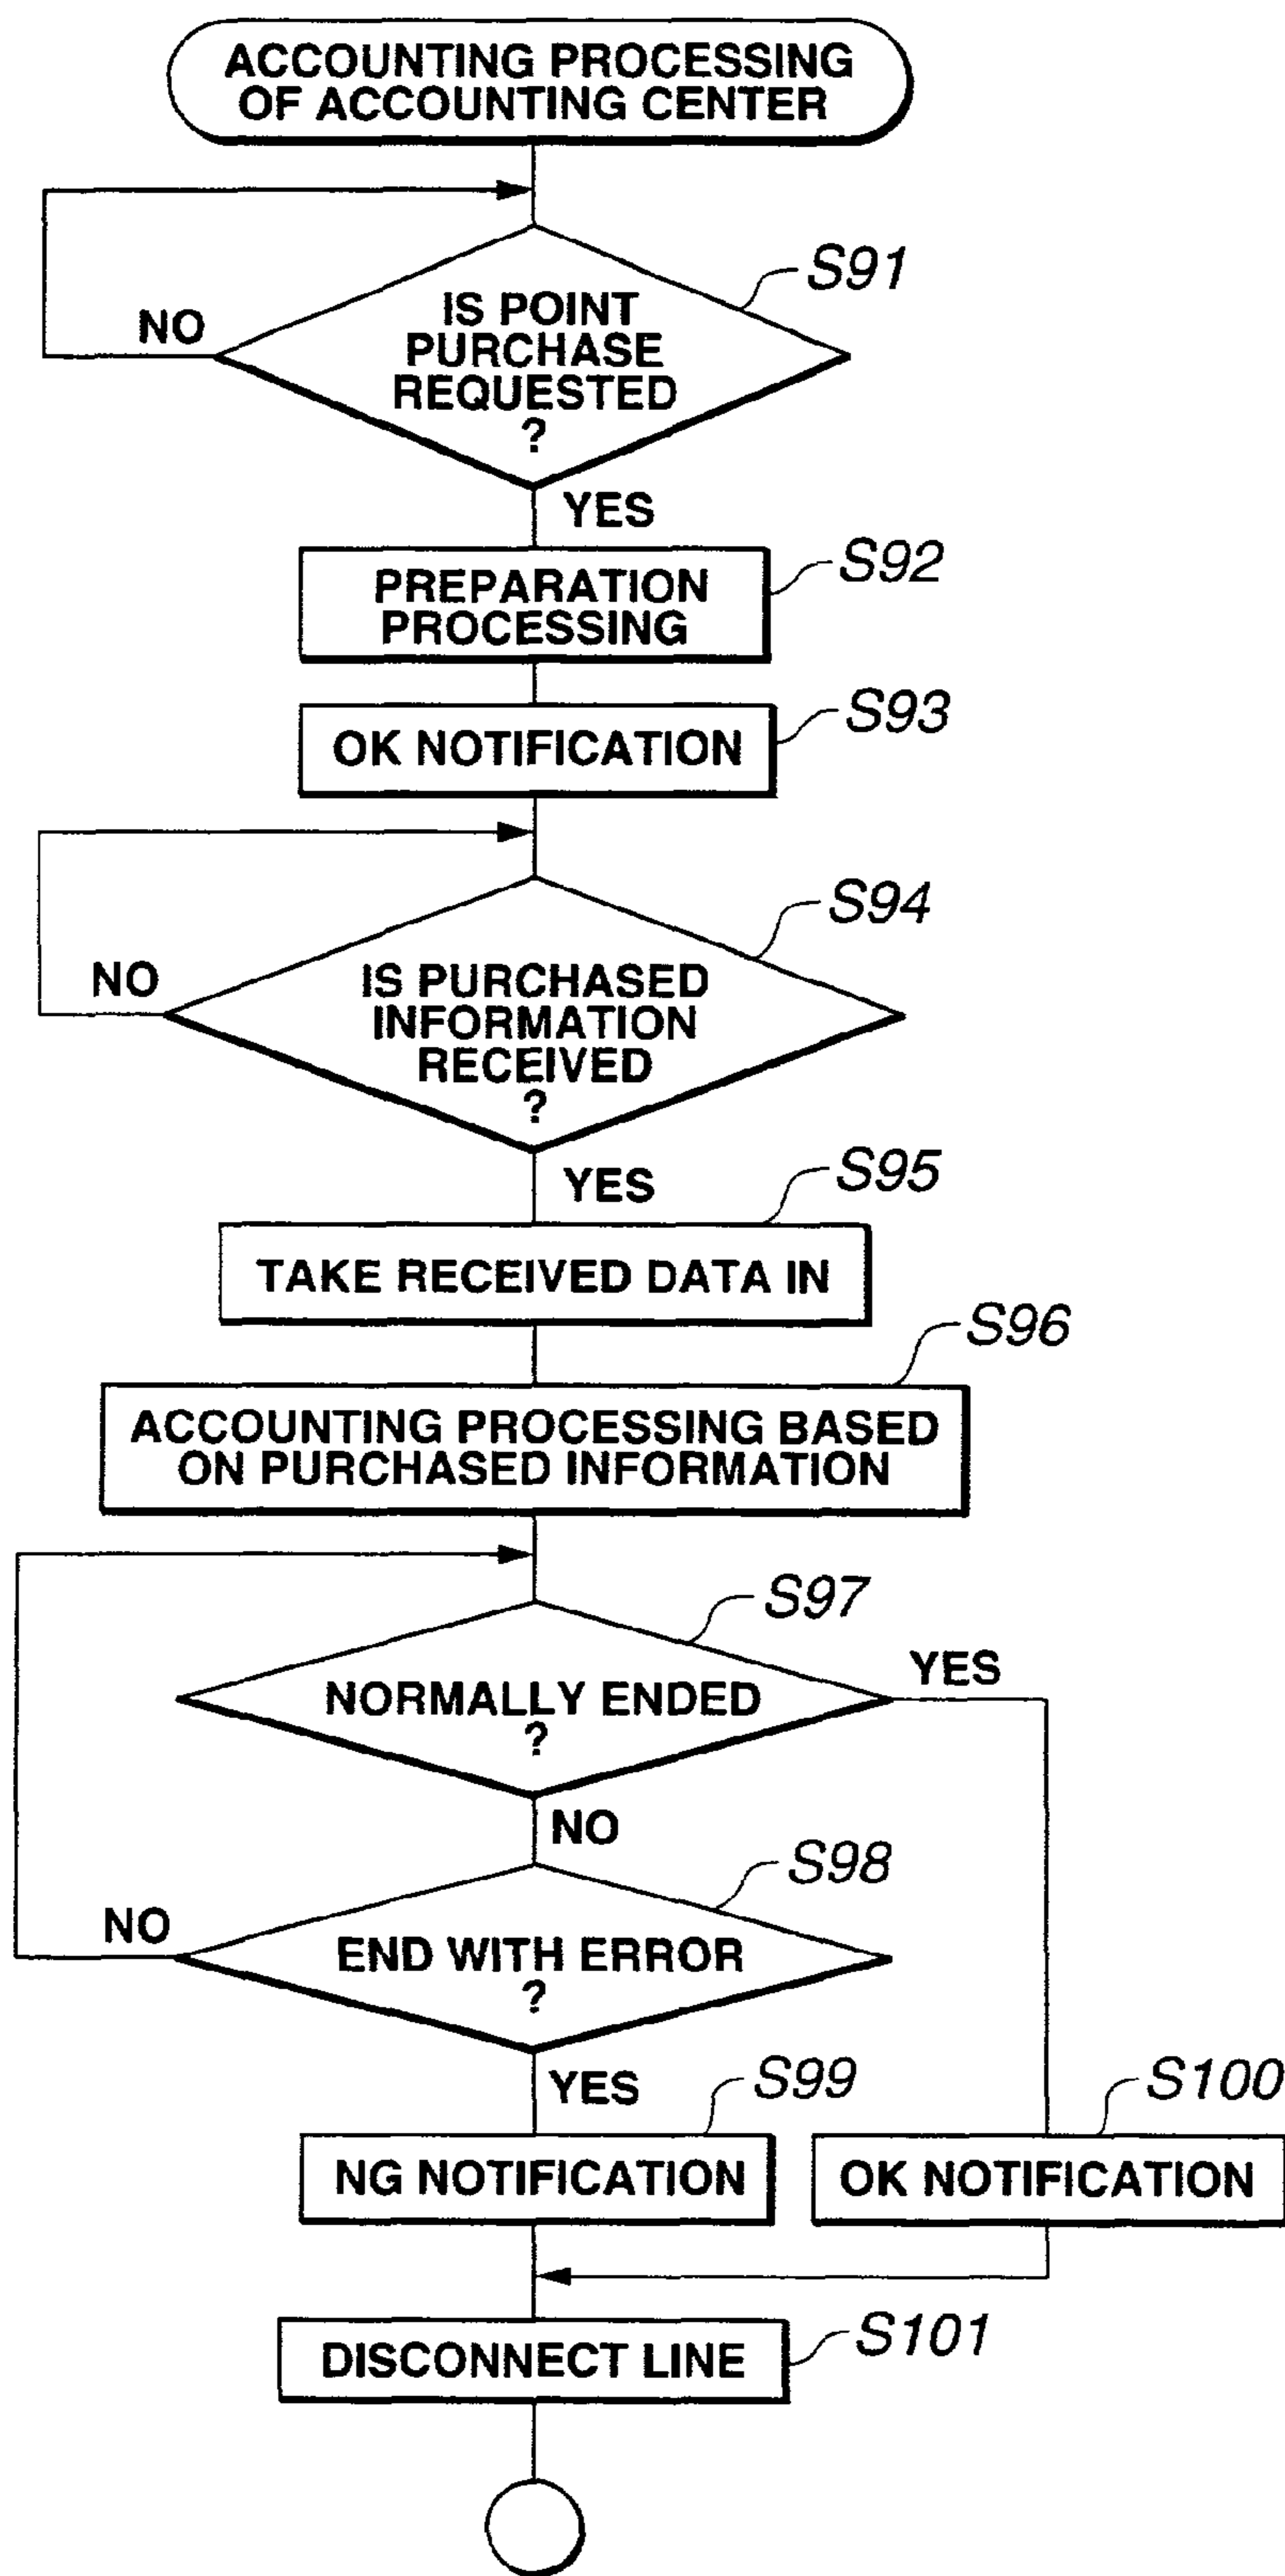 ACCOUNTING PROCESSING
OF ACCOUNTING CENTER
S91
NO
IS POINT
PURCHASE
REQUESTED
?
YES
S92
PREPARATION
PROCESSING
S93
OK NOTIFICATION
S94
NO
IS PURCHASED
INFORMATION
RECEIVED
?
YES
S95
TAKE RECEIVED DATA IN
S96
ACCOUNTING PROCESSING BASED
ON PURCHASED INFORMATION
S97
YES
NORMALLY ENDED
?
NO
S98
NO
END WITH ERROR
?
YES
S99
S100
NG NOTIFICATION
OK NOTIFICATION
S101
DISCONNECT LINE